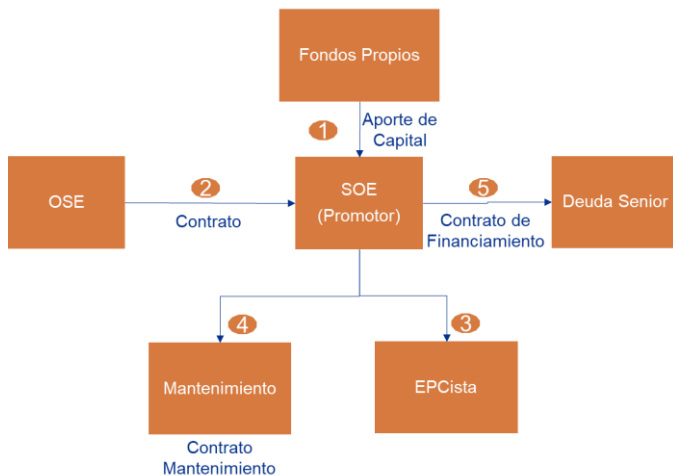 Fondos Propios
1
Aporte de
Capital
OSE
2
Contrato
SOE
(Promotor)
5
Contrato de
Financiamiento
Deuda Senior
4
3
Mantenimiento
EPCista
Contrato
Mantenimiento